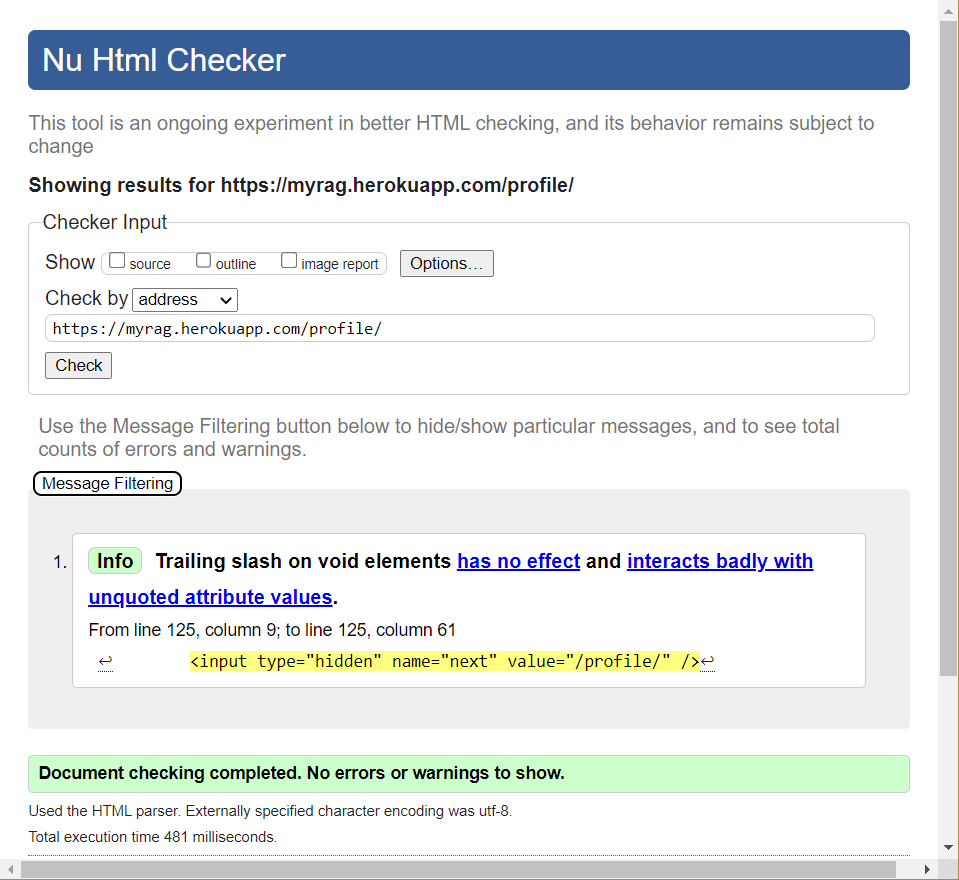 Nu Html Checker
This tool is an ongoing experiment in better HTML checking, and its behavior remains subject to
change
Showing results for https://myrag.herokuapp.com/profile/
Checker Input
Show source outline image report Options...
Check by address
https://myrag.herokuapp.com/profile/
Check
Use the Message Filtering button below to hide/show particular messages, and to see total
counts of errors and warnings.
Message Filtering
1. Info Trailing slash on void elements has no effect and interacts badly with
unquoted attribute values.
From line 125, column 9; to line 125, column 61
↩ <input type="hidden" name="next" value="/profile/" />↩
Document checking completed. No errors or warnings to show.
Used the HTML parser. Externally specified character encoding was utf-8.
Total execution time 481 milliseconds.